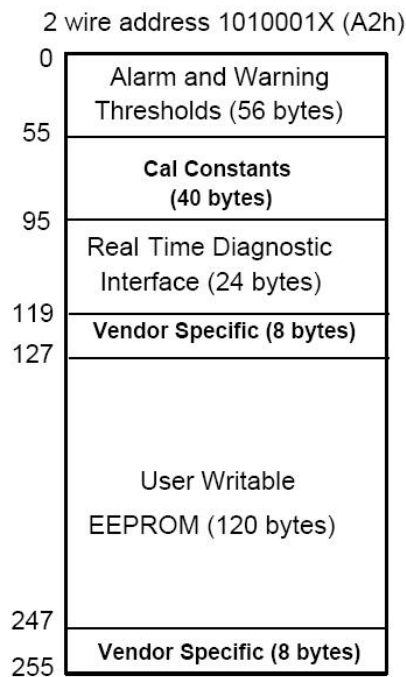 2 wire address 1010001X (A2h)
0
Alarm and Warning
Thresholds (56 bytes)
55
Cal Constants
(40 bytes)
95
Real Time Diagnostic
Interface (24 bytes)
119
Vendor Specific (8 bytes)
127
User Writable
EEPROM (120 bytes)
247
Vendor Specific (8 bytes)
255